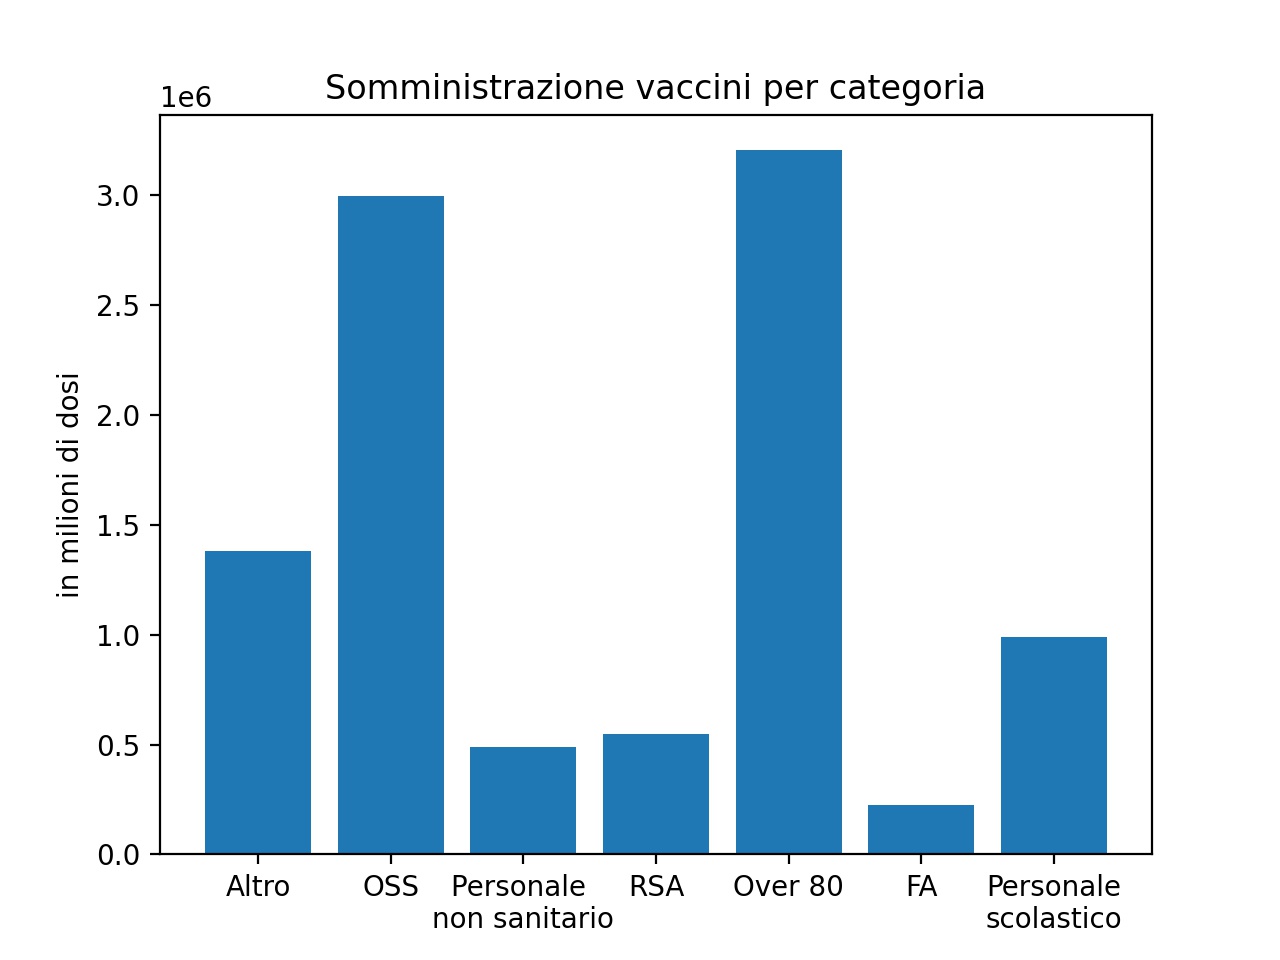 Somministrazione vaccini per categoria
1e6
in milioni di dosi
3.0
2.5
2.0
1.5
1.0
0.5
0.0
Altro
OSS
Personale
non sanitario
RSA
Over 80
FA
Personale
scolastico